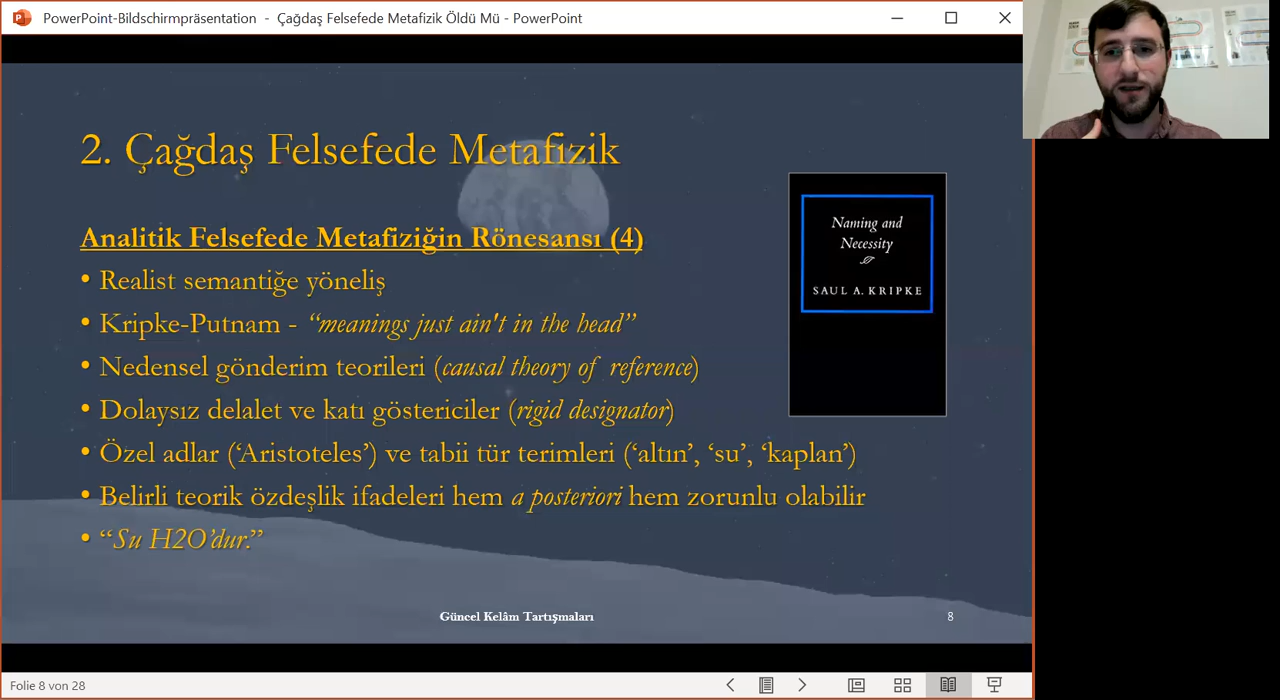 PowerPoint-Bildschirmpräsentation - Çağdaş Felsefede Metafizik Öldü Mü - PowerPoint
2. Çağdaş Felsefede Metafizik
Analitik Felsefede Metafiziğin Rönesansı (4)
• Realist semantiğe yöneliş
• Kripke-Putnam - “meanings just ain't in the head”
• Nedensel gönderim teorileri (causal theory of reference)
• Dolaysız delalet ve katı göstericiler (rigid designator)
• Özel adlar (‘Aristoteles’) ve tabii tür terimleri (‘altın’, ‘su’, ‘kaplan’)
• Belirli teorik özdeşlik ifadeleri hem a posteriori hem zorunlu olabilir
• “Su H2O’dur.”
Naming and
Necessity
SAUL A. KRIPKE
Güncel Kelâm Tartışmaları
8
Folie 8 von 28